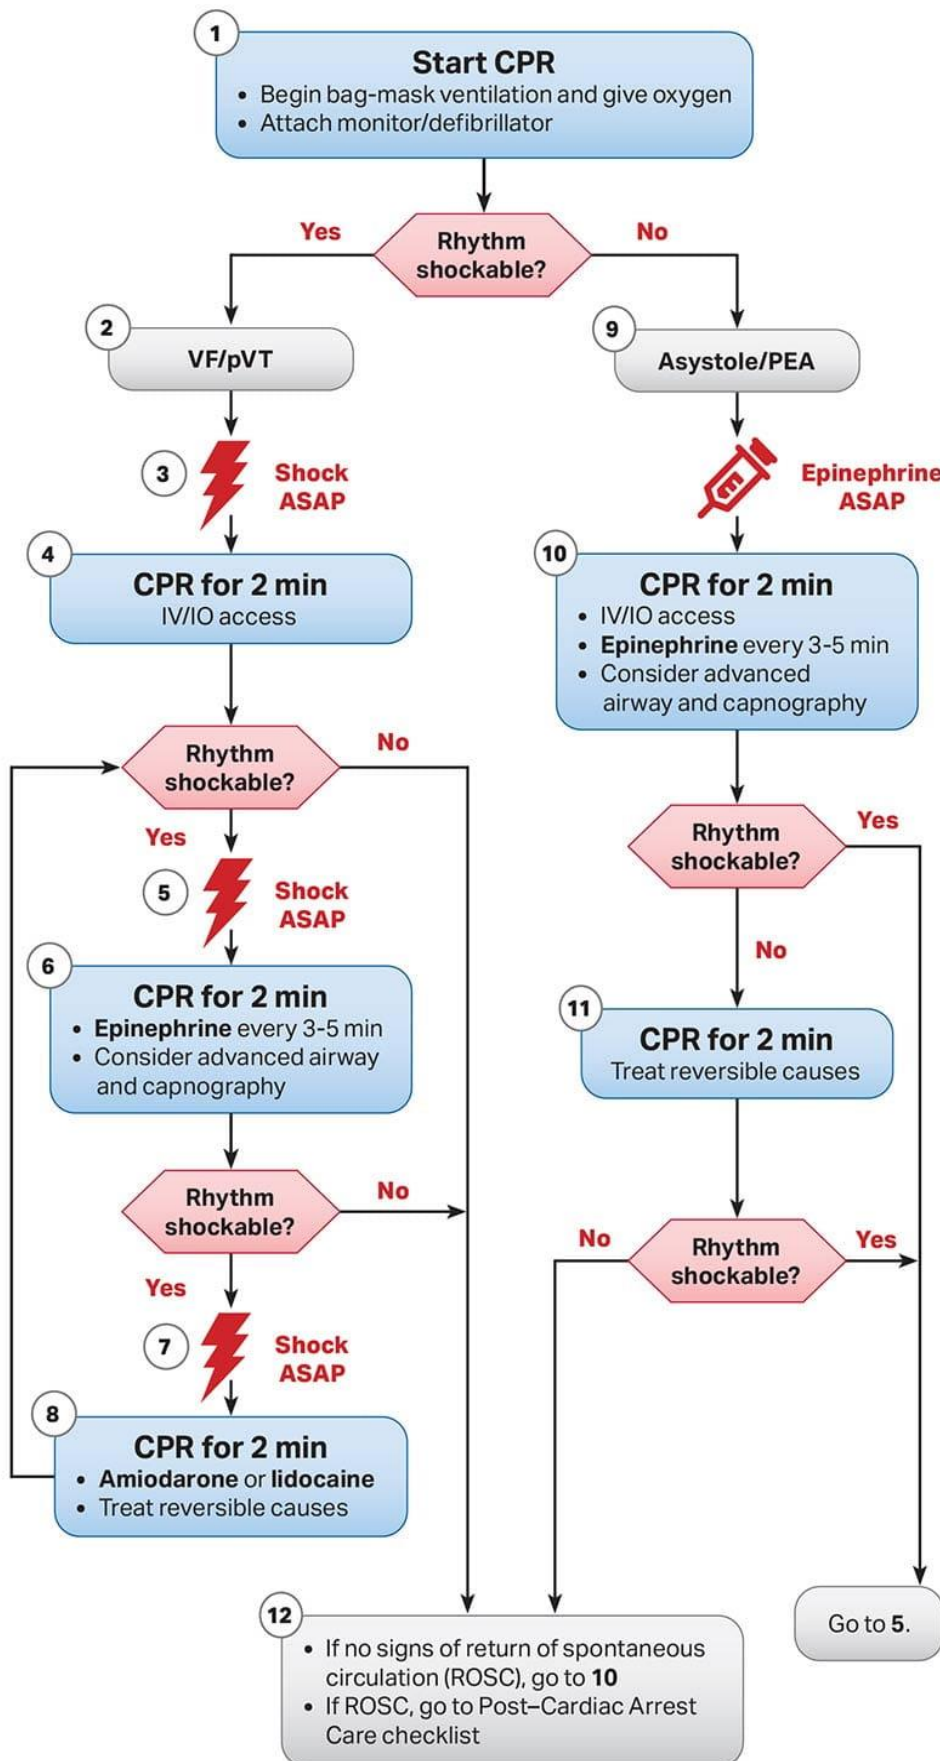 1
Start CPR
• Begin bag-mask ventilation and give oxygen
• Attach monitor/defibrillator
Rhythm
shockable?
Yes
No
2
VF/pVT
3
Shock
ASAP
4
CPR for 2 min
IV/IO access
Rhythm
shockable?
No
Yes
5
Shock
ASAP
6
CPR for 2 min
• Epinephrine every 3-5 min
• Consider advanced airway
and capnography
Rhythm
shockable?
No
Yes
7
Shock
ASAP
8
CPR for 2 min
• Amiodarone or lidocaine
• Treat reversible causes
9
Asystole/PEA
Epinephrine
ASAP
10
CPR for 2 min
• IV/IO access
• Epinephrine every 3-5 min
• Consider advanced
airway and capnography
Rhythm
shockable?
Yes
No
11
CPR for 2 min
Treat reversible causes
Rhythm
shockable?
No
Yes
12
• If no signs of return of spontaneous
circulation (ROSC), go to 10
• If ROSC, go to Post–Cardiac Arrest
Care checklist
Go to 5.